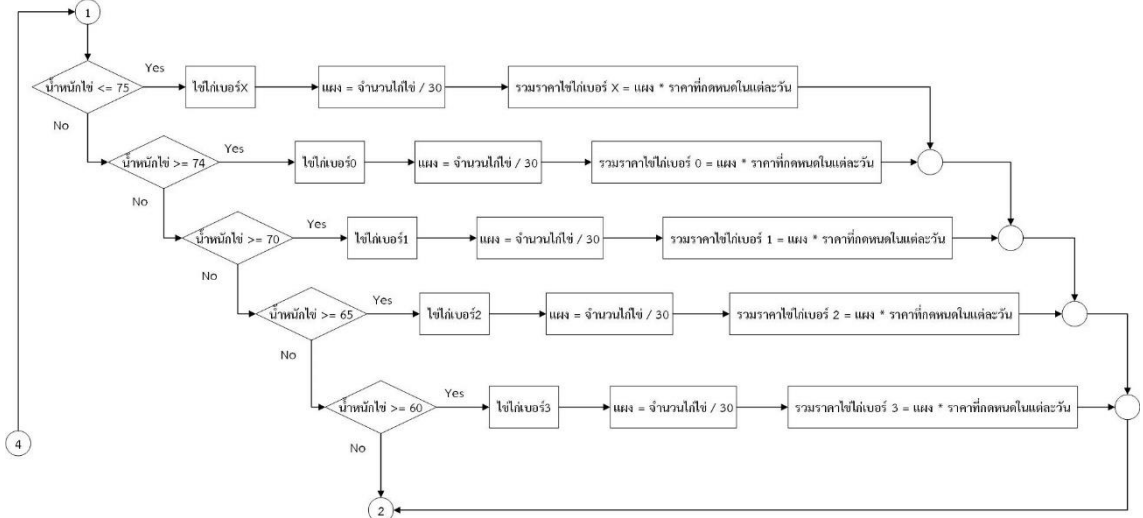 1
Yes
น้ำหนักไข่ <= 75
ไข่ไก่เบอร์X
แผง = จำนวนไก่ไข่ / 30
รวมราคาไข่ไก่เบอร์ X = แผง * ราคาที่กดหนดในแต่ละวัน
No
Yes
น้ำหนักไข่ >= 74
ไข่ไก่เบอร์0
แผง = จำนวนไก่ไข่ / 30
รวมราคาไข่ไก่เบอร์ 0 = แผง * ราคาที่กดหนดในแต่ละวัน
No
Yes
น้ำหนักไข่ >= 70
ไข่ไก่เบอร์1
แผง = จำนวนไก่ไข่ / 30
รวมราคาไข่ไก่เบอร์ 1 = แผง * ราคาที่กดหนดในแต่ละวัน
No
Yes
น้ำหนักไข่ >= 65
ไข่ไก่เบอร์2
แผง = จำนวนไก่ไข่ / 30
รวมราคาไข่ไก่เบอร์ 2 = แผง * ราคาที่กดหนดในแต่ละวัน
No
Yes
น้ำหนักไข่ >= 60
ไข่ไก่เบอร์3
แผง = จำนวนไก่ไข่ / 30
รวมราคาไข่ไก่เบอร์ 3 = แผง * ราคาที่กดหนดในแต่ละวัน
4
No
2